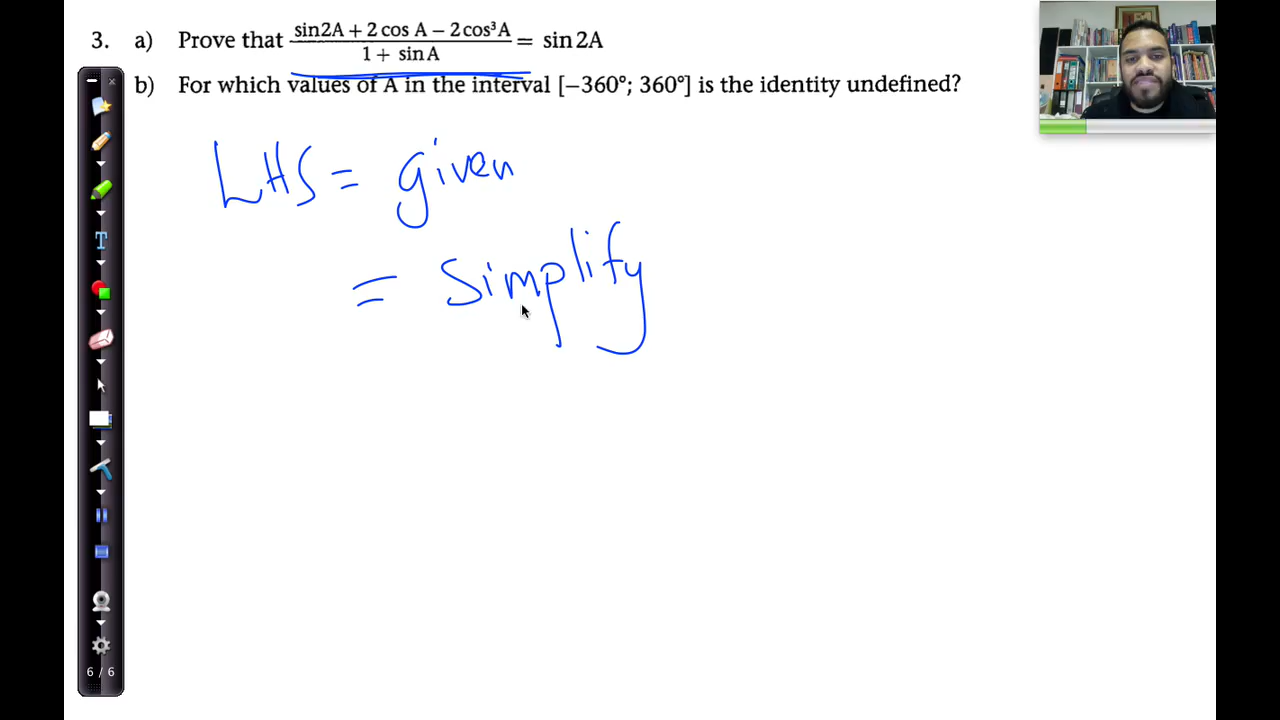 3. a) Prove that \frac{sin2A + 2 cos A − 2 cos³A}{1 + sin A} = sin 2A
b) For which values of A in the interval [−360°; 360°] is the identity undefined?
LHS = given
= Simplify
T
6 / 6